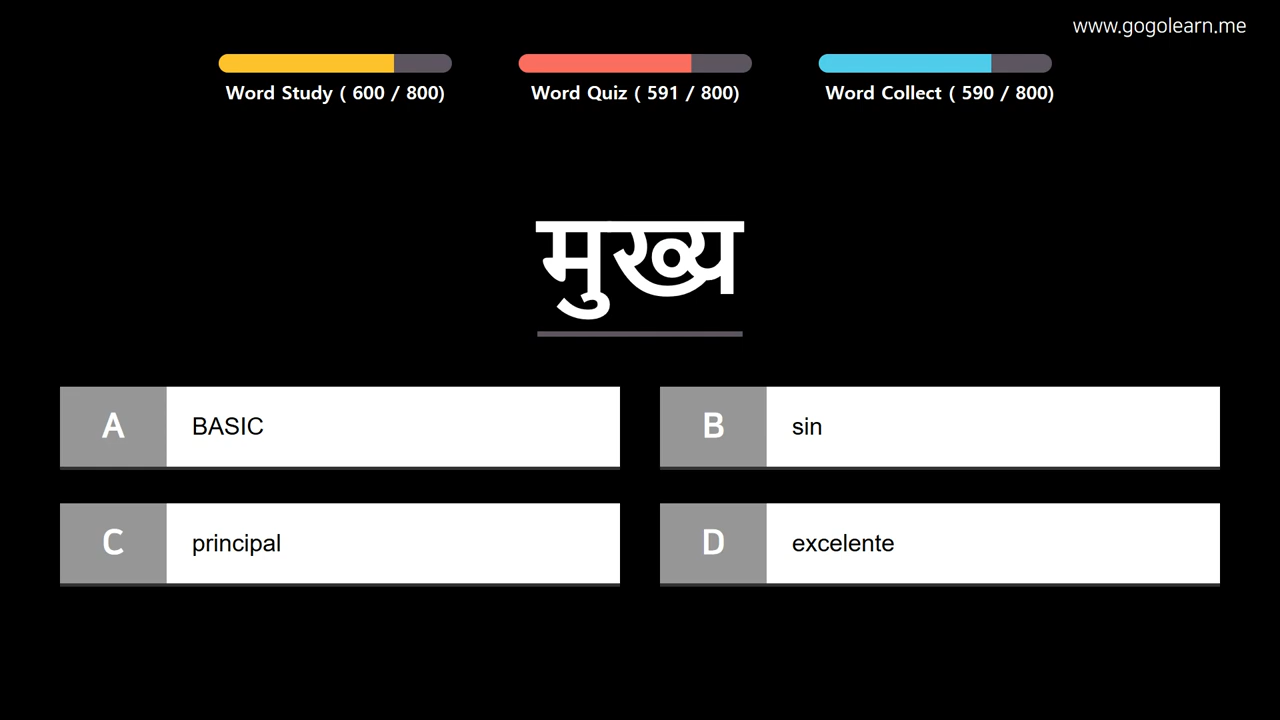 www.gogolearn.me
Word Study ( 600 / 800)
Word Quiz ( 591 / 800)
Word Collect ( 590 / 800)
मुख्य
A BASIC
B sin
C principal
D excelente